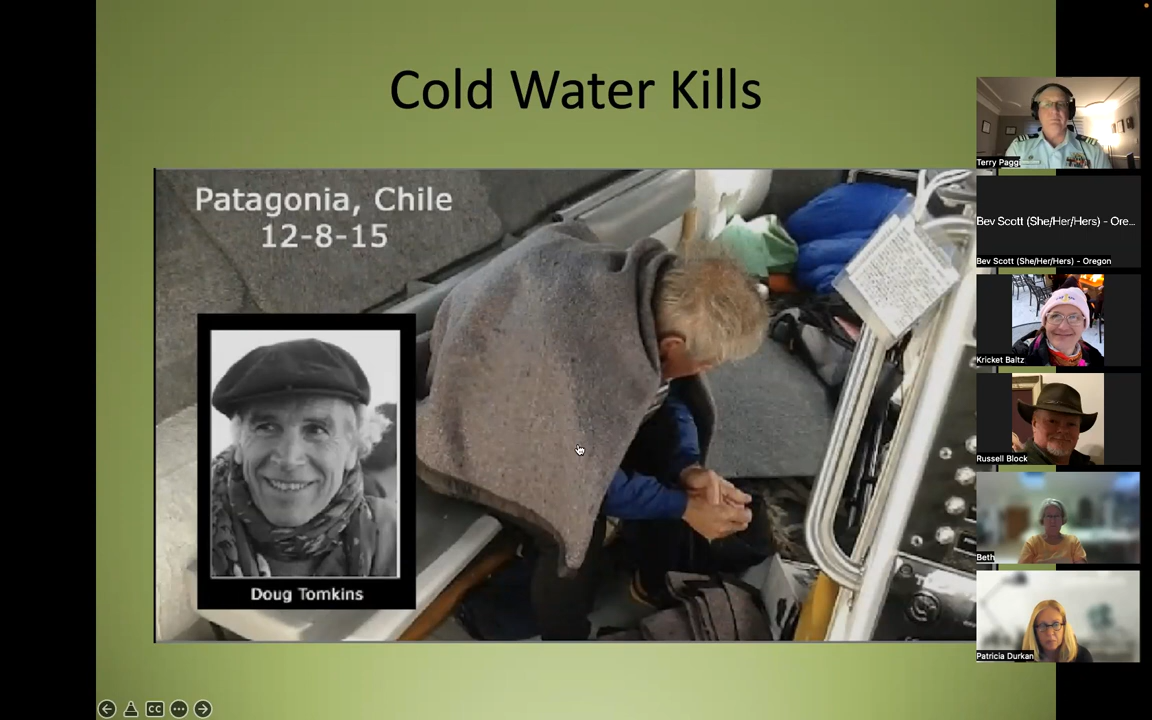 Cold Water Kills
Patagonia, Chile
12-8-15
Doug Tomkins
Terry
Bev Scott (She/Her/Hers) - Ore...
Bev Scott (She/Her/Hers) - Oregon
Kricket Baltz
Russell Block
Beth
Patricia Durkan
CC